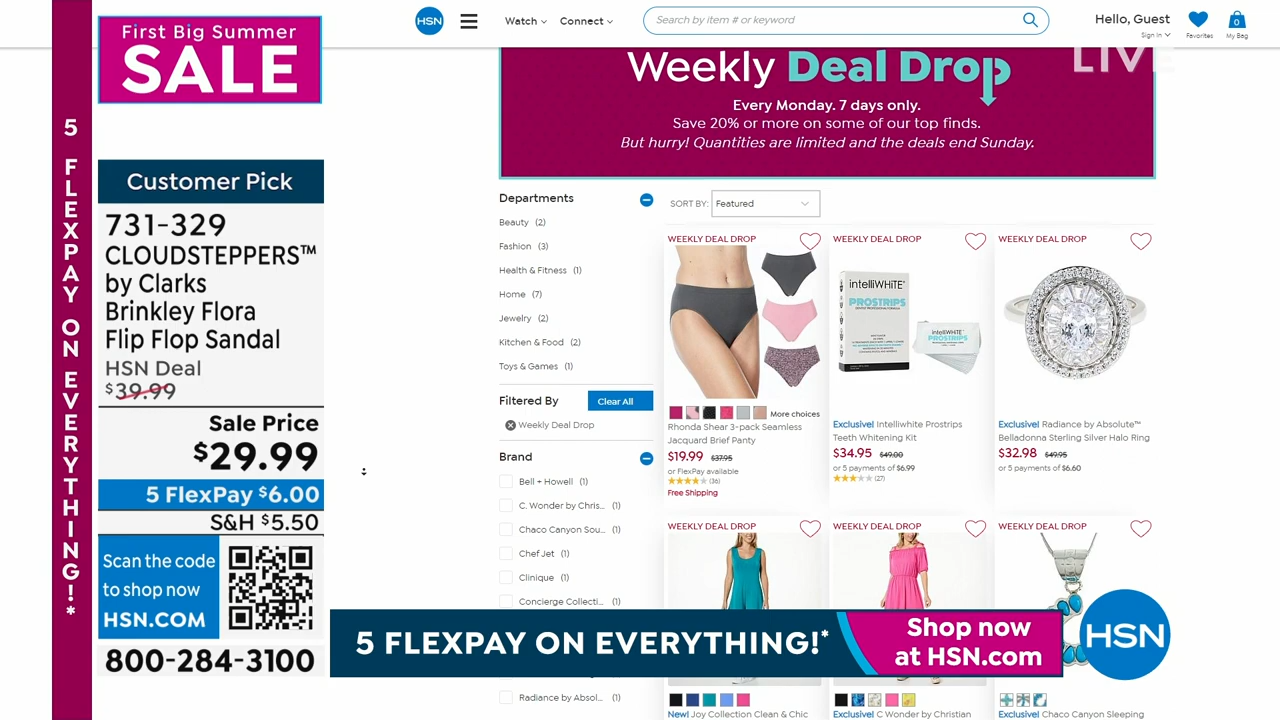 First Big Summer
SALE
5 FLEXPAY ON EVERYTHING!*
Customer Pick
731-329
CLOUDSTEPPERS™
by Clarks
Brinkley Flora
Flip Flop Sandal
HSN Deal
$39.99
Sale Price
$29.99
5 FlexPay $6.00
S&H $5.50
Scan the code
to shop now
HSN.COM
800-284-3100
HSN
Watch
Connect
Search by item # or keyword
Hello, Guest
Sign in
Favorites
0
My Bag
LIVE
Weekly Deal Drop
Every Monday. 7 days only.
Save 20% or more on some of our top finds.
But hurry! Quantities are limited and the deals end Sunday.
Departments
Beauty (2)
Fashion (3)
Health & Fitness (1)
Home (7)
Jewelry (2)
Kitchen & Food (2)
Toys & Games (1)
Filtered By
Clear All
Weekly Deal Drop
Brand
Bell + Howell (1)
C. Wonder by Chris... (1)
Chaco Canyon Sou... (1)
Chef Jet (1)
Clinique (1)
Concierge Collecti... (1)
Radiance by Absol... (1)
SORT BY: Featured
WEEKLY DEAL DROP
More choices
Rhonda Shear 3-pack Seamless
Jacquard Brief Panty
$19.99 $37.95
or FlexPay available
(36)
Free Shipping
WEEKLY DEAL DROP
intelliWHiTE
PROSTRIPS
intelliWHiTE
PROSTRIPS
Exclusive! Intelliwhite Prostrips
Teeth Whitening Kit
$34.95 $49.00
or 5 payments of $6.99
(27)
WEEKLY DEAL DROP
Exclusive! Radiance by Absolute™
Belladonna Sterling Silver Halo Ring
$32.98 $49.95
or 5 payments of $6.60
WEEKLY DEAL DROP
New! Joy Collection Clean & Chic
WEEKLY DEAL DROP
Exclusive! C Wonder by Christian
WEEKLY DEAL DROP
Exclusive! Chaco Canyon Sleeping
5 FLEXPAY ON EVERYTHING!*
Shop now
at HSN.com
HSN